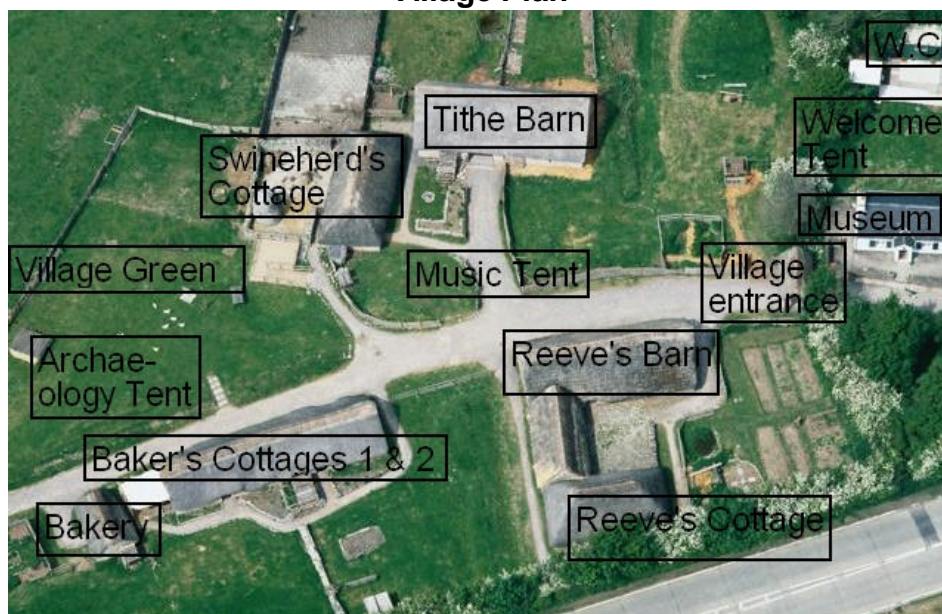 Village Plan
W.C
Tithe Barn
Welcome
Tent
Swineherd's
Cottage
Museum
Village Green
Music Tent
Village
entrance
Archae-
ology Tent
Reeve's Barn
Baker's Cottages 1 & 2
Bakery
Reeve's Cottage